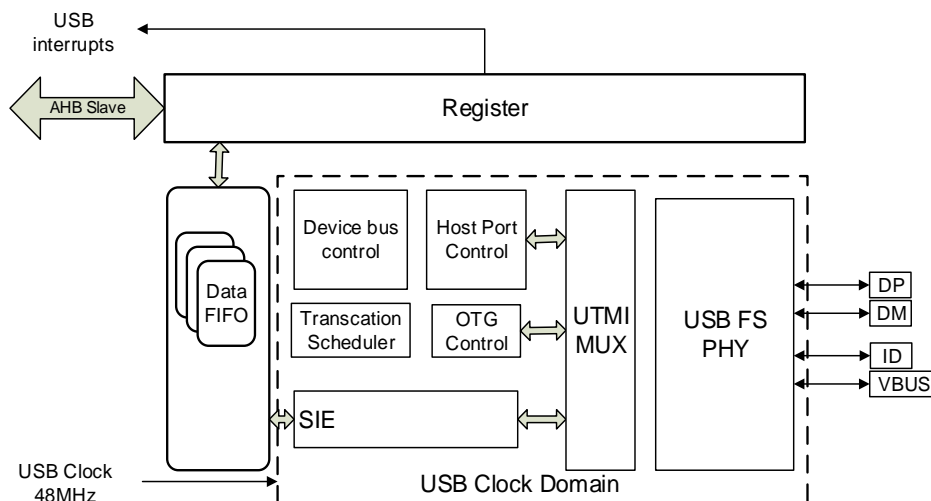 USB
interrupts
AHB Slave
Register
Device bus
control
Host Port
Control
Data
FIFO
Transcation
Scheduler
OTG
Control
UTMI
MUX
USB FS
PHY
DP
DM
ID
VBUS
SIE
USB Clock
48MHz
USB Clock Domain